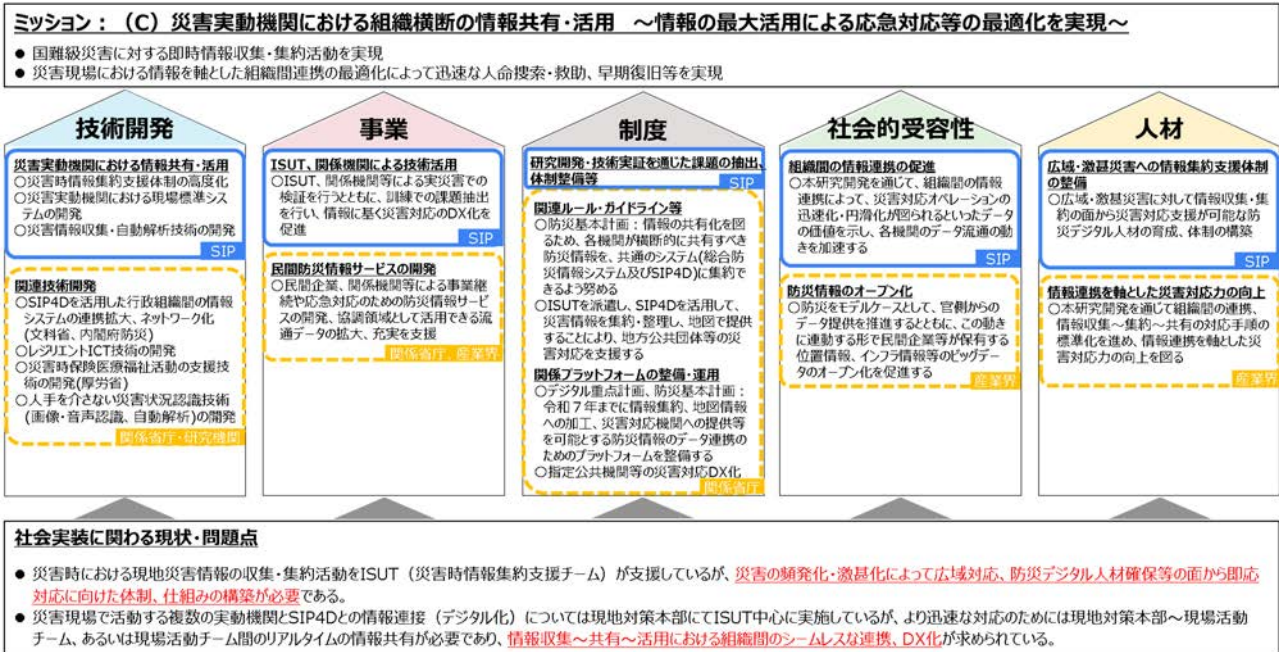 ミッション：（C）災害実動機関における組織横断の情報共有・活用　～情報の最大活用による応急対応等の最適化を実現～
● 国難級災害に対する即時情報収集・集約活動を実現
● 災害現場における情報を軸とした組織間連携の最適化によって迅速な人命捜索・救助、早期復旧等を実現
技術開発
災害実動機関における情報共有・活用
○災害時情報集約支援体制の高度化
○災害実動機関における現場標準シス
テムの開発
○災害情報収集・自動解析技術の開発
SIP
関連技術開発
○SIP4Dを活用した行政組織間の情報
システムの連携拡大、ネットワーク化
(文科省、内閣府防災)
○レジリエントICT技術の開発
○災害時保険医療福祉活動の支援技
術の開発(厚労省)
○人手を介さない災害状況認識技術
(画像・音声認識、自動解析)の開発
関係省庁・研究機関
事業
ISUT、関係機関による技術活用
○ISUT、関係機関等による実災害での
検証を行うとともに、訓練での課題抽出
を行い、情報に基く災害対応のDX化を
促進
SIP
民間防災情報サービスの開発
○民間企業、関係機関等による事業継
続や応急対応のための防災情報サービ
スの開発、協調領域として活用できる流
通データの拡大、充実を支援
関係省庁、産業界
制度
研究開発・技術実証を通じた課題の抽出、
体制整備等
SIP
関連ルール・ガイドライン等
○防災基本計画：情報の共有化を図
るため、各機関が横断的に共有すべき
防災情報を、共通のシステム(総合防
災情報システム及びSIP4D)に集約で
きるよう努める
○ISUTを派遣し、SIP4Dを活用して、
災害情報を集約・整理し、地図で提供
することにより、地方公共団体等の災
害対応を支援する
関係プラットフォームの整備・運用
○デジタル重点計画、防災基本計画：
令和７年までに情報集約、地図情報
への加工、災害対応機関への提供等
を可能とする防災情報のデータ連携の
ためのプラットフォームを整備する
○指定公共機関等の災害対応DX化
関係省庁
社会的受容性
組織間の情報連携の促進
○本研究開発を通じて、組織間の情報
連携によって、災害対応オペレーションの
迅速化・円滑化が図られるといったデータ
の価値を示し、各機関のデータ流通の動
きを加速する
SIP
防災情報のオープン化
○防災をモデルケースとして、官側からの
データ提供を推進するとともに、この動き
に連動する形で民間企業等が保有する
位置情報、インフラ情報等のビッグデー
タのオープン化を促進する
産業界
人材
広域・激甚災害への情報集約支援体制
の整備
○広域・激甚災害に対して情報収集・集
約の面から災害対応支援が可能な防
災デジタル人材の育成、体制の構築
SIP
情報連携を軸とした災害対応力の向上
○本研究開発を通じて組織間の連携、
情報収集～集約～共有の対応手順の
標準化を進め、情報連携を軸とした災
害対応力の向上を図る
産業界
社会実装に関わる現状・問題点
● 災害時における現地災害情報の収集・集約活動をISUT（災害時情報集約支援チーム）が支援しているが、災害の頻発化・激甚化によって広域対応、防災デジタル人材確保等の面から即応
対応に向けた体制、仕組みの構築が必要である。
● 災害現場で活動する複数の実動機関とSIP4Dとの情報連接（デジタル化）については現地対策本部にてISUT中心に実施しているが、より迅速な対応のためには現地対策本部～現場活動
チーム、あるいは現場活動チーム間のリアルタイムの情報共有が必要であり、情報収集～共有～活用における組織間のシームレスな連携、DX化が求められている。